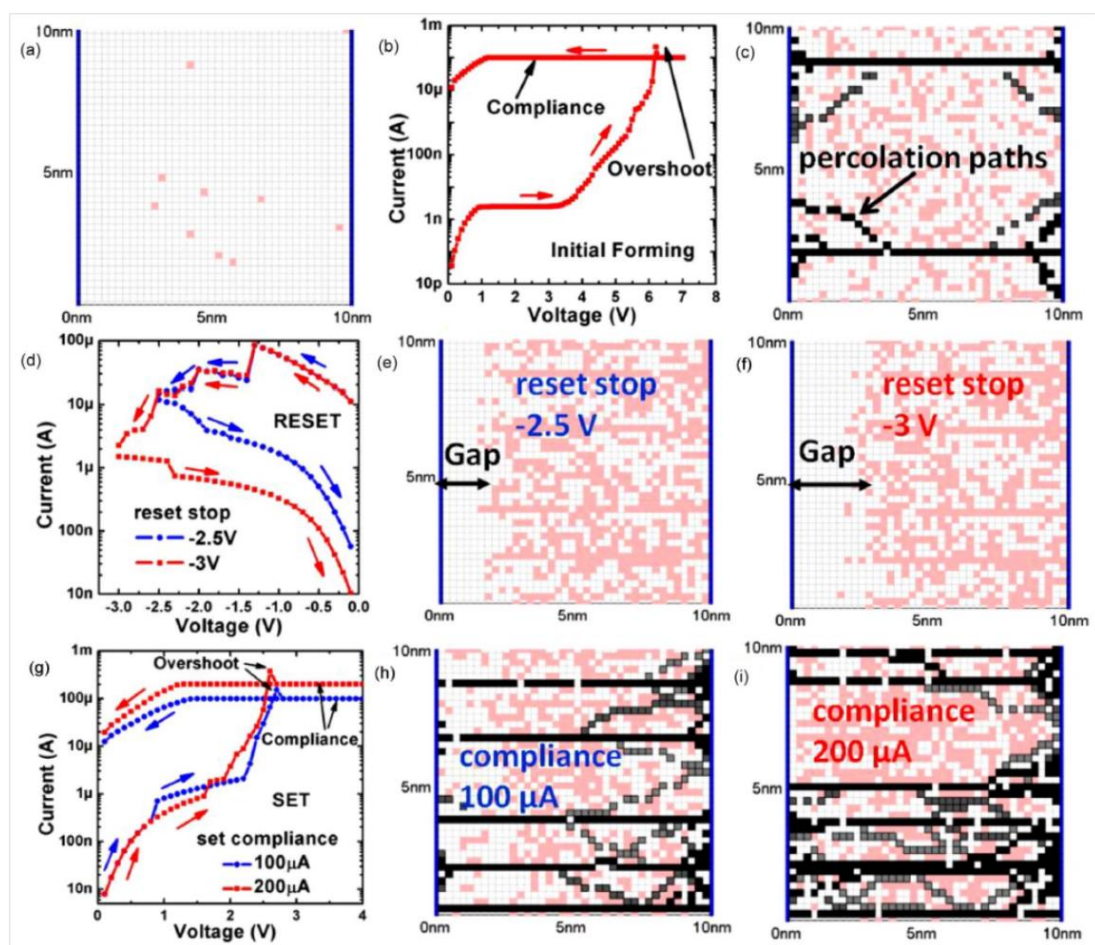 (a)
10nm
5nm
0nm
5nm
10nm
(b)
1m
10µ
100n
1n
10p
Current (A)
Compliance
Overshoot
Initial Forming
0 1 2 3 4 5 6 7 8
Voltage (V)
(c)
10nm
5nm
percolation paths
0nm
5nm
10nm
(d)
100µ
10µ
1µ
100n
10n
Current (A)
RESET
reset stop
-2.5V
-3V
-3.0 -2.5 -2.0 -1.5 -1.0 -0.5 0.0
Voltage (V)
(e)
10nm
reset stop
-2.5 V
Gap
5nm
0nm
5nm
10nm
(f)
10nm
reset stop
-3 V
Gap
5nm
0nm
5nm
10nm
(g)
1m
100µ
10µ
1µ
100n
10n
Current (A)
Overshoot
Compliance
SET
set compliance
100µA
200µA
0 1 2 3 4
Voltage (V)
(h)
10nm
compliance
100 µA
5nm
0nm
5nm
10nm
(i)
10nm
compliance
200 µA
5nm
0nm
5nm
10nm